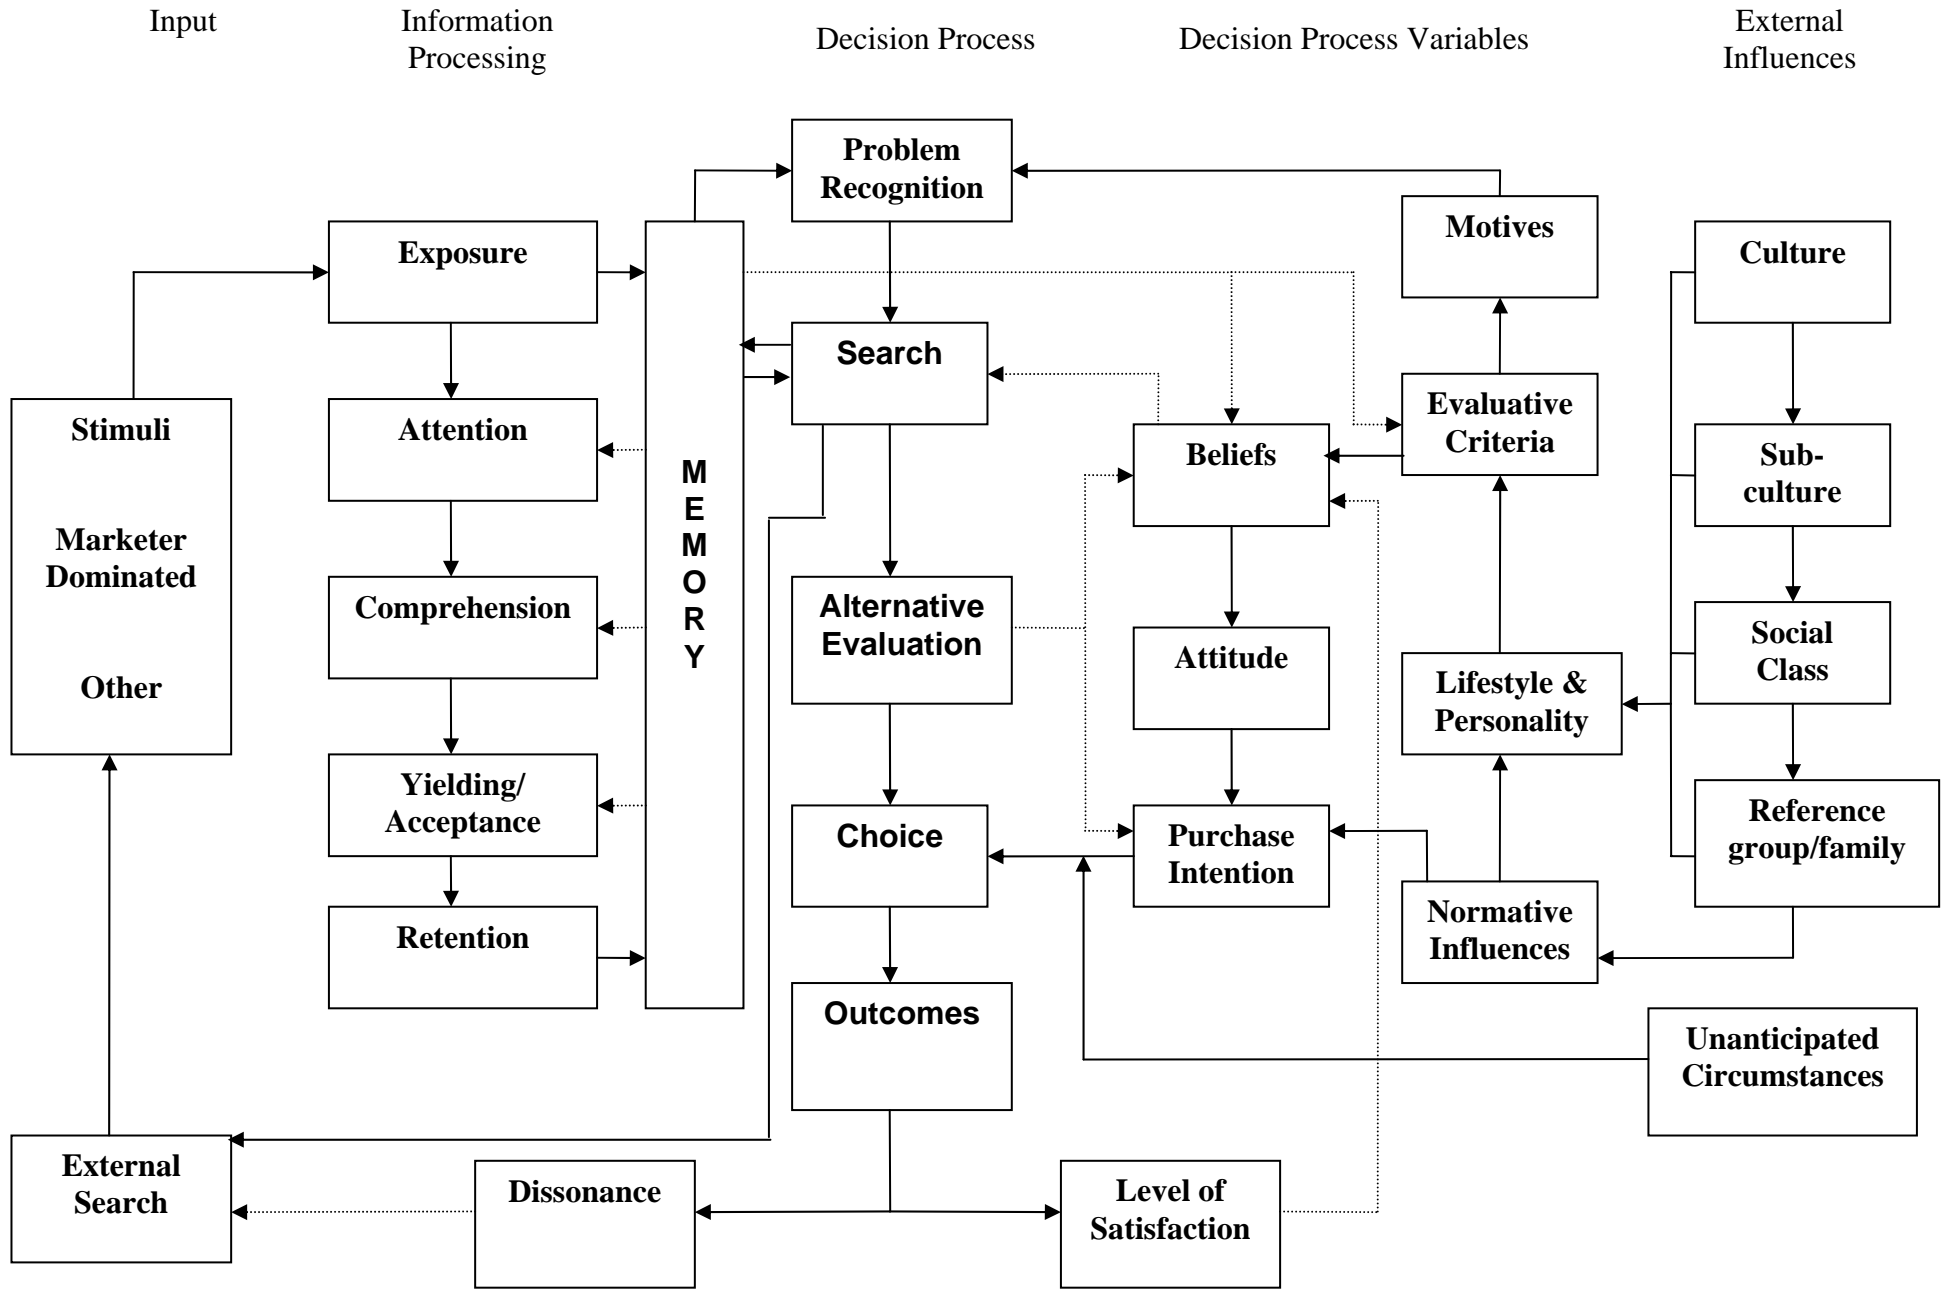 Input
Information
Processing
Decision Process
Decision Process Variables
External
Influences
Problem
Recognition
Motives
Exposure
Culture
Search
Stimuli
Marketer
Dominated
Other
Attention
M
E
M
O
R
Y
Beliefs
Evaluative
Criteria
Sub-
culture
Comprehension
Alternative
Evaluation
Attitude
Lifestyle &
Personality
Social
Class
Yielding/
Acceptance
Choice
Purchase
Intention
Reference
group/family
Retention
Normative
Influences
Outcomes
Unanticipated
Circumstances
External
Search
Dissonance
Level of
Satisfaction